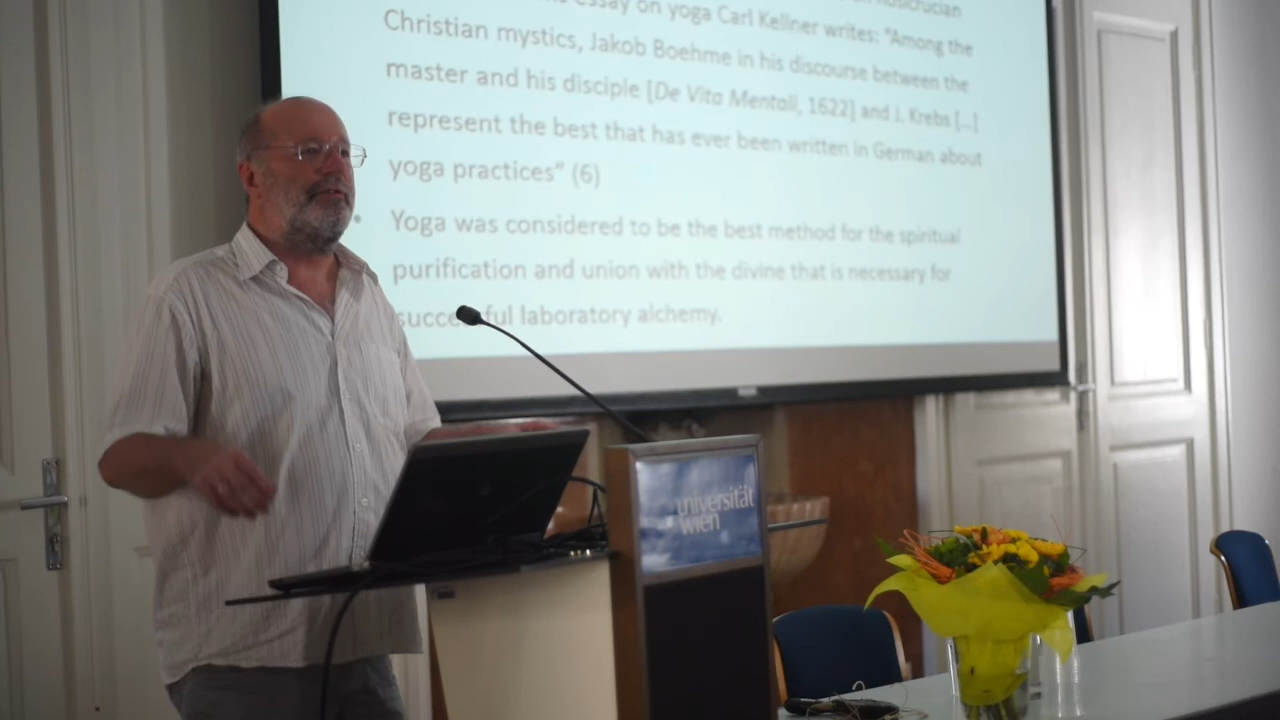 essay on yoga Carl Kellner writes: "Among the
Christian mystics, Jakob Boehme in his discourse between the
master and his disciple [De Vita Mentali, 1622] and J. Krebs [...]
represent the best that has ever been written in German about
yoga practices" (6)
• Yoga was considered to be the best method for the spiritual
purification and union with the divine that is necessary for
successful laboratory alchemy.
universität
wien